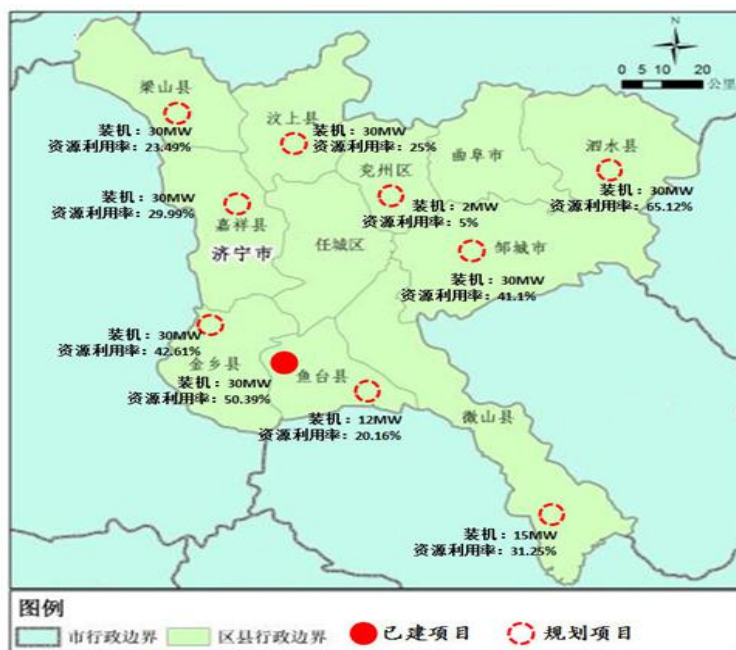 N
0 5 10 20
公里
梁山县
装机：30MW
资源利用率：23.49%
汶上县
装机：30MW
资源利用率：25%
兖州区
装机：2MW
资源利用率：5%
曲阜市
泗水县
装机：30MW
资源利用率：65.12%
装机：30MW
资源利用率：29.99%
嘉祥县
济宁市
任城区
邹城市
装机：30MW
资源利用率：41.1%
装机：30MW
资源利用率：42.61%
金乡县
装机：30MW
资源利用率：50.39%
鱼台县
装机：12MW
资源利用率：20.16%
微山县
装机：15MW
资源利用率：31.25%
图例
市行政边界 区县行政边界 已建项目 规划项目